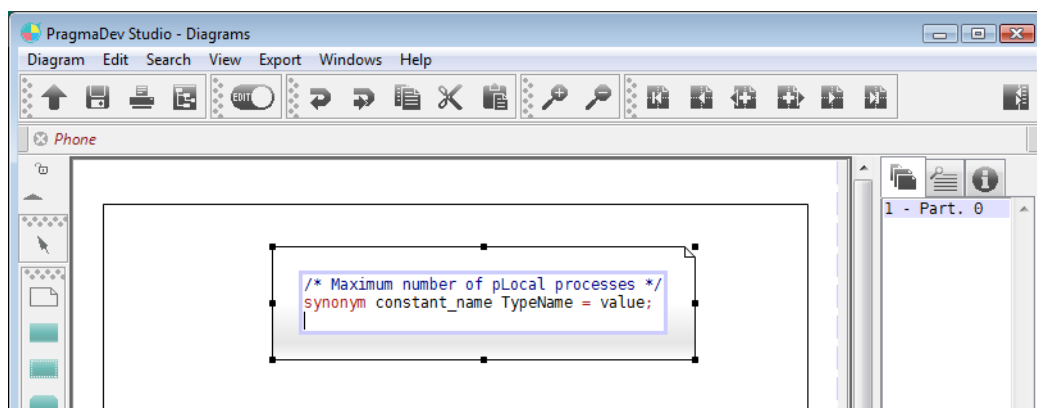 PragmaDev Studio - Diagrams
Diagram Edit Search View Export Windows Help
EDIT
Phone
1 - Part. 0
/* Maximum number of pLocal processes */
synonym constant_name TypeName = value;